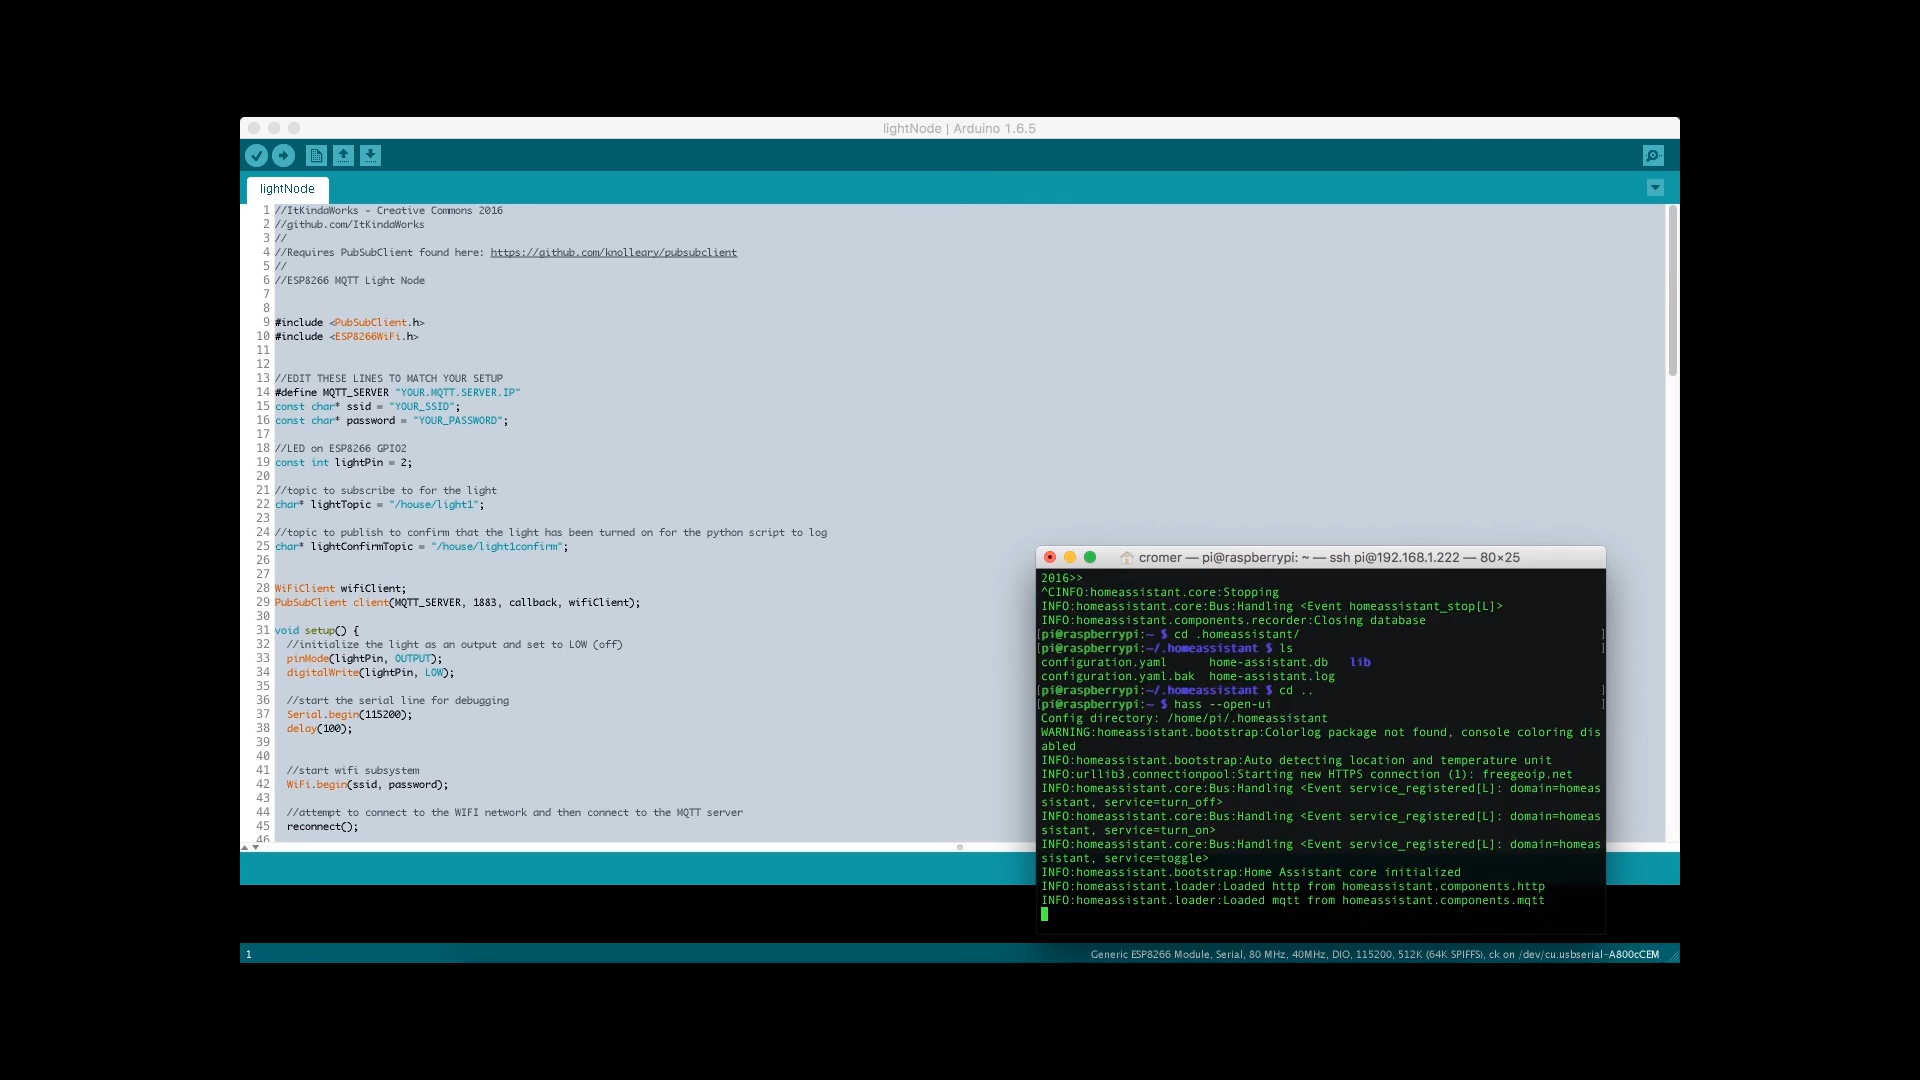 lightNode | Arduino 1.6.5
lightNode
1 //ItKindaWorks - Creative Commons 2016
2 //github.com/ItKindaWorks
3 //
4 //Requires PubSubClient found here: https://github.com/knolleary/pubsubclient
5 //
6 //ESP8266 MQTT Light Node
7
8
9 #include <PubSubClient.h>
10 #include <ESP8266WiFi.h>
11
12
13 //EDIT THESE LINES TO MATCH YOUR SETUP
14 #define MQTT_SERVER "YOUR.MQTT.SERVER.IP"
15 const char* ssid = "YOUR_SSID";
16 const char* password = "YOUR_PASSWORD";
17
18 //LED on ESP8266 GPIO2
19 const int lightPin = 2;
20
21 //topic to subscribe to for the light
22 char* lightTopic = "/house/light1";
23
24 //topic to publish to confirm that the light has been turned on for the python script to log
25 char* lightConfirmTopic = "/house/light1confirm";
26
27
28 WiFiClient wifiClient;
29 PubSubClient client(MQTT_SERVER, 1883, callback, wifiClient);
30
31 void setup() {
32 //initialize the light as an output and set to LOW (off)
33 pinMode(lightPin, OUTPUT);
34 digitalWrite(lightPin, LOW);
35
36 //start the serial line for debugging
37 Serial.begin(115200);
38 delay(100);
39
40
41 //start wifi subsystem
42 WiFi.begin(ssid, password);
43
44 //attempt to connect to the WIFI network and then connect to the MQTT server
45 reconnect();
46
cromer — pi@raspberrypi: ~ — ssh pi@192.168.1.222 — 80×25
2016>>
^CINFO:homeassistant.core:Stopping
INFO:homeassistant.core:Bus:Handling <Event homeassistant_stop[L]>
INFO:homeassistant.components.recorder:Closing database
[pi@raspberrypi:~ $ cd .homeassistant/ ]
[pi@raspberrypi:~/.homeassistant $ ls ]
configuration.yaml home-assistant.db lib
configuration.yaml.bak home-assistant.log
[pi@raspberrypi:~/.homeassistant $ cd .. ]
[pi@raspberrypi:~ $ hass --open-ui ]
Config directory: /home/pi/.homeassistant
WARNING:homeassistant.bootstrap:Colorlog package not found, console coloring dis
abled
INFO:homeassistant.bootstrap:Auto detecting location and temperature unit
INFO:urllib3.connectionpool:Starting new HTTPS connection (1): freegeoip.net
INFO:homeassistant.core:Bus:Handling <Event service_registered[L]: domain=homeas
sistant, service=turn_off>
INFO:homeassistant.core:Bus:Handling <Event service_registered[L]: domain=homeas
sistant, service=turn_on>
INFO:homeassistant.core:Bus:Handling <Event service_registered[L]: domain=homeas
sistant, service=toggle>
INFO:homeassistant.bootstrap:Home Assistant core initialized
INFO:homeassistant.loader:Loaded http from homeassistant.components.http
INFO:homeassistant.loader:Loaded mqtt from homeassistant.components.mqtt
1
Generic ESP8266 Module, Serial, 80 MHz, 40MHz, DIO, 115200, 512K (64K SPIFFS), ck on /dev/cu.usbserial-A800cCEM